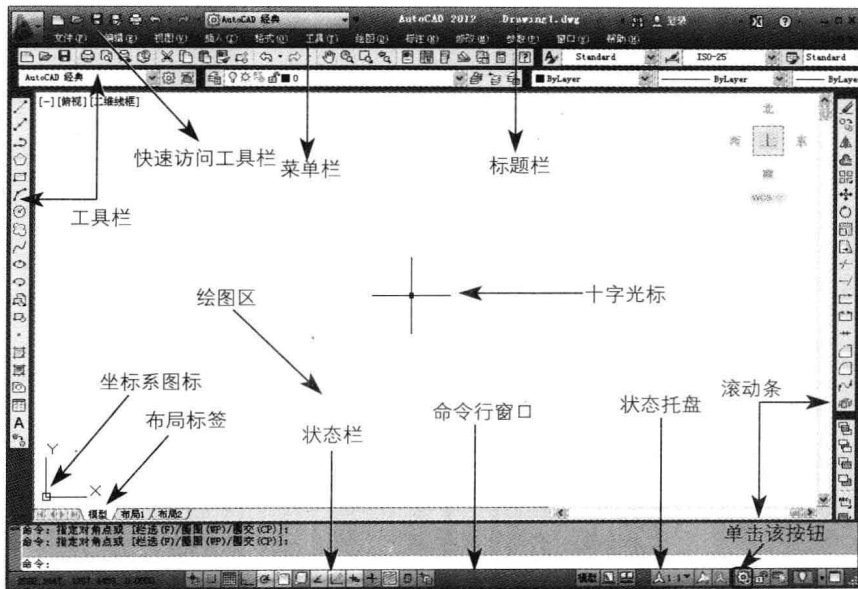 AutoCAD 经典
AutoCAD 2012 Drawing1.dwg
登录
文件(F) 编辑(E) 视图(V) 插入(I) 格式(O) 工具(T) 绘图(D) 标注(N) 修改(M) 参数(P) 窗口(W) 帮助(H)
Standard
ISO-25
Standard
AutoCAD 经典
0
ByLayer
ByLayer
ByLaye
[-][俯视][二维线框]
北
西
上
东
南
WCS
快速访问工具栏
菜单栏
标题栏
工具栏
绘图区
十字光标
坐标系图标
布局标签
状态栏
命令行窗口
状态托盘
滚动条
Y
X
A
模型 布局1 布局2
命令: 指定对角点或 [栏选(F)/圈围(WP)/圈交(CP)]:
命令: 指定对角点或 [栏选(F)/圈围(WP)/圈交(CP)]:
单击该按钮
命令:
模型
1:1